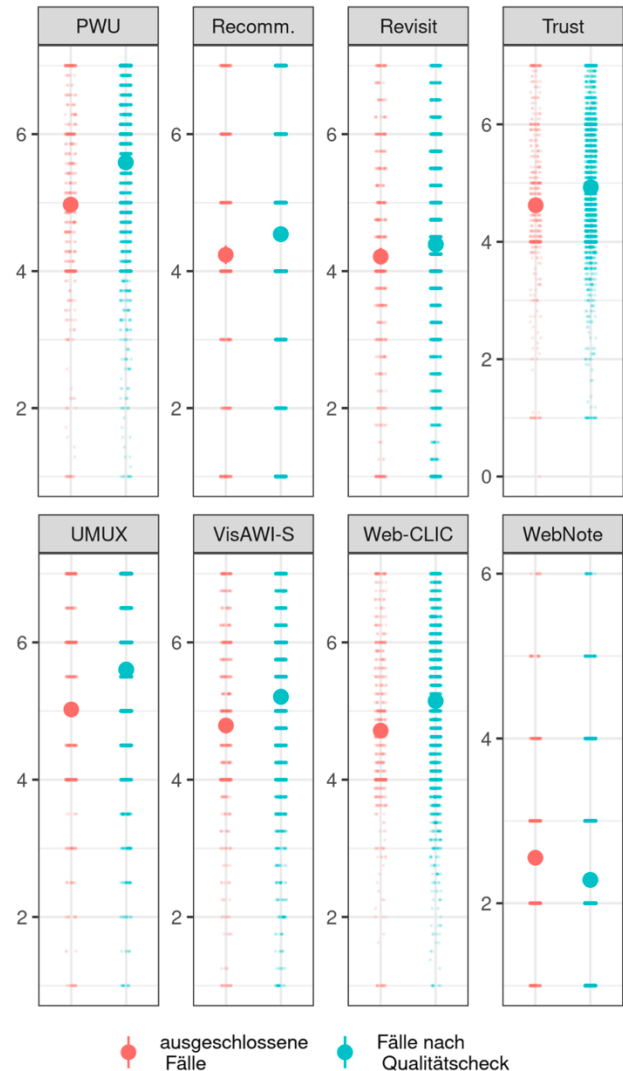 PWU
Recomm.
Revisit
Trust
6
4
2
6
4
2
6
4
2
6
4
2
0
UMUX
VisAWI-S
Web-CLIC
WebNote
6
4
2
6
4
2
6
4
2
6
4
2
ausgeschlossene
Fälle
Fälle nach
Qualitätscheck